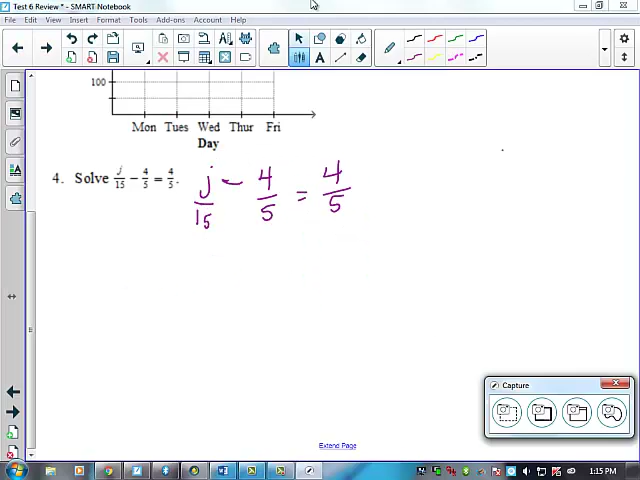 Test 6 Review * - SMART Notebook
File Edit View Insert Format Tools Add-ons Account Help
100
Mon Tues Wed Thur Fri
Day
4. Solve j/15 − 4/5 = 4/5.
j/15 − 4/5 = 4/5
Capture
Extend Page
1:15 PM